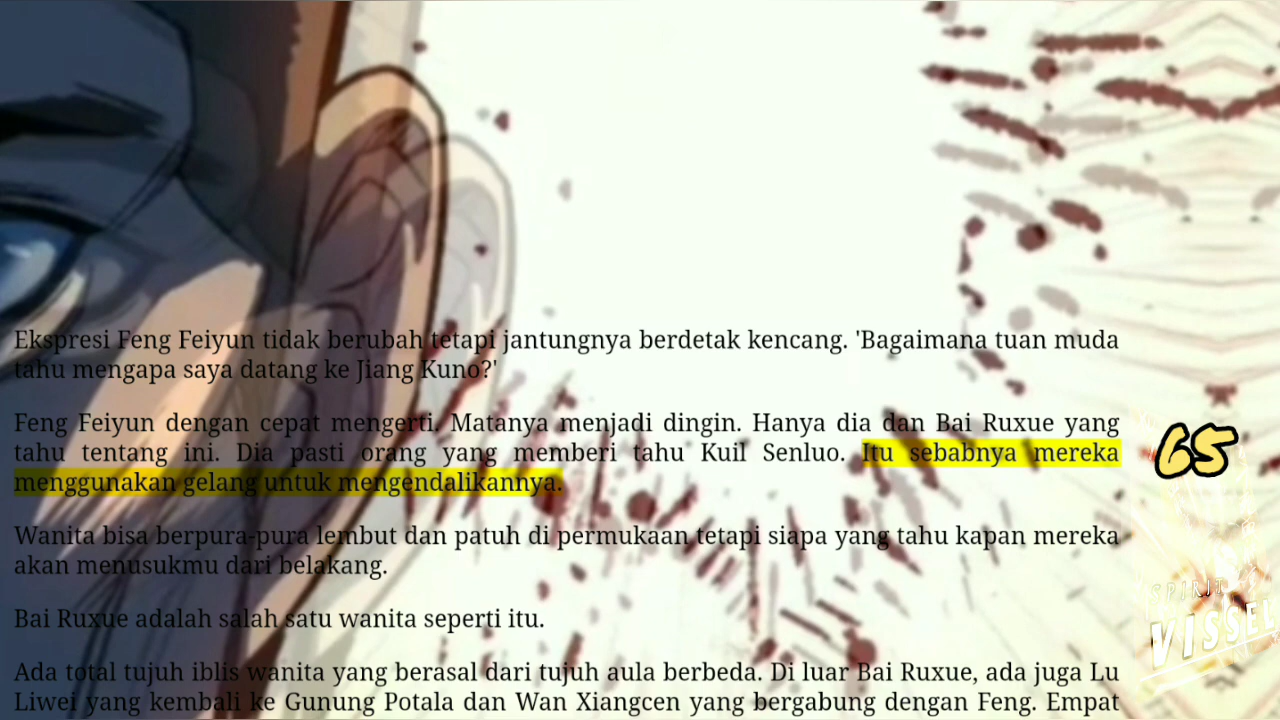 Ekspresi Feng Feiyun tidak berubah tetapi jantungnya berdetak kencang. 'Bagaimana tuan muda
tahu mengapa saya datang ke Jiang Kuno?'
Feng Feiyun dengan cepat mengerti. Matanya menjadi dingin. Hanya dia dan Bai Ruxue yang
tahu tentang ini. Dia pasti orang yang memberi tahu Kuil Senluo. Itu sebabnya mereka
menggunakan gelang untuk mengendalikannya.
65
Wanita bisa berpura-pura lembut dan patuh di permukaan tetapi siapa yang tahu kapan mereka
akan menusukmu dari belakang.
Bai Ruxue adalah salah satu wanita seperti itu.
SPIRIT
VISSEL
Ada total tujuh iblis wanita yang berasal dari tujuh aula berbeda. Di luar Bai Ruxue, ada juga Lu
Liwei yang kembali ke Gunung Potala dan Wan Xiangcen yang bergabung dengan Feng. Empat